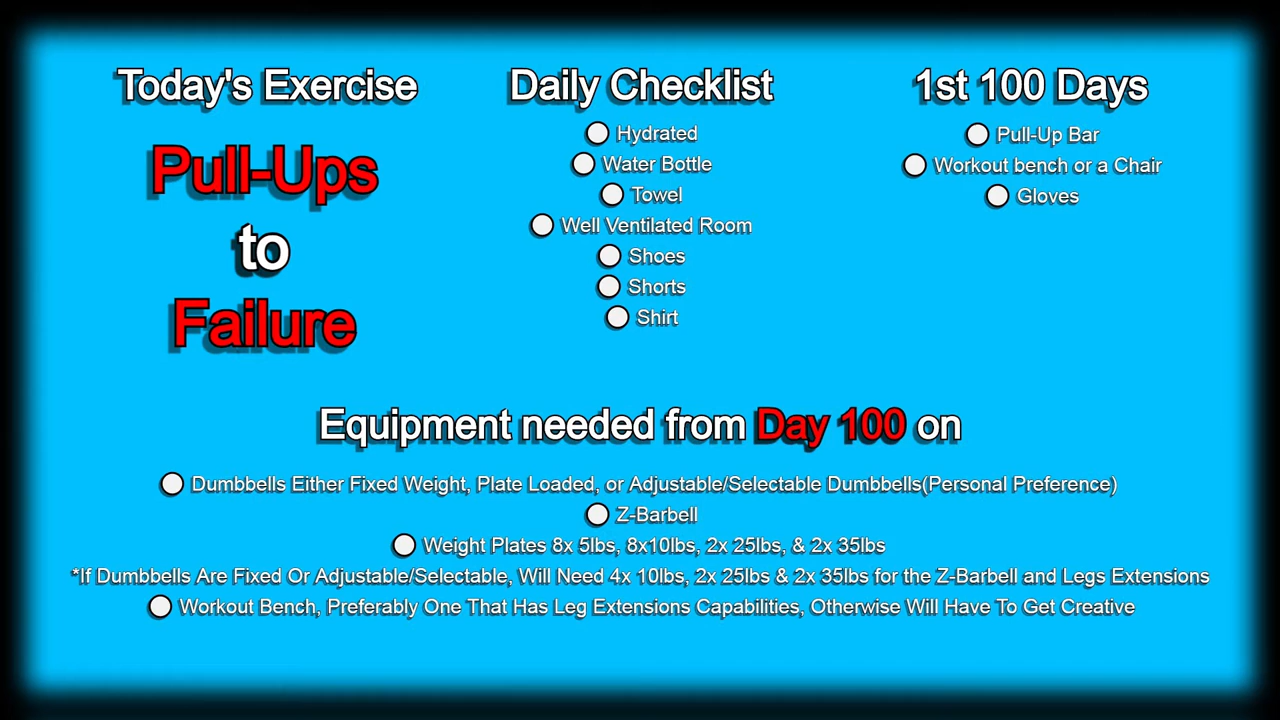 Today's Exercise
Pull-Ups
to
Failure
Daily Checklist
Hydrated
Water Bottle
Towel
Well Ventilated Room
Shoes
Shorts
Shirt
1st 100 Days
Pull-Up Bar
Workout bench or a Chair
Gloves
Equipment needed from Day 100 on
Dumbbells Either Fixed Weight, Plate Loaded, or Adjustable/Selectable Dumbbells(Personal Preference)
Z-Barbell
Weight Plates 8x 5lbs, 8x10lbs, 2x 25lbs, & 2x 35lbs
*If Dumbbells Are Fixed Or Adjustable/Selectable, Will Need 4x 10lbs, 2x 25lbs & 2x 35lbs for the Z-Barbell and Legs Extensions
Workout Bench, Preferably One That Has Leg Extensions Capabilities, Otherwise Will Have To Get Creative